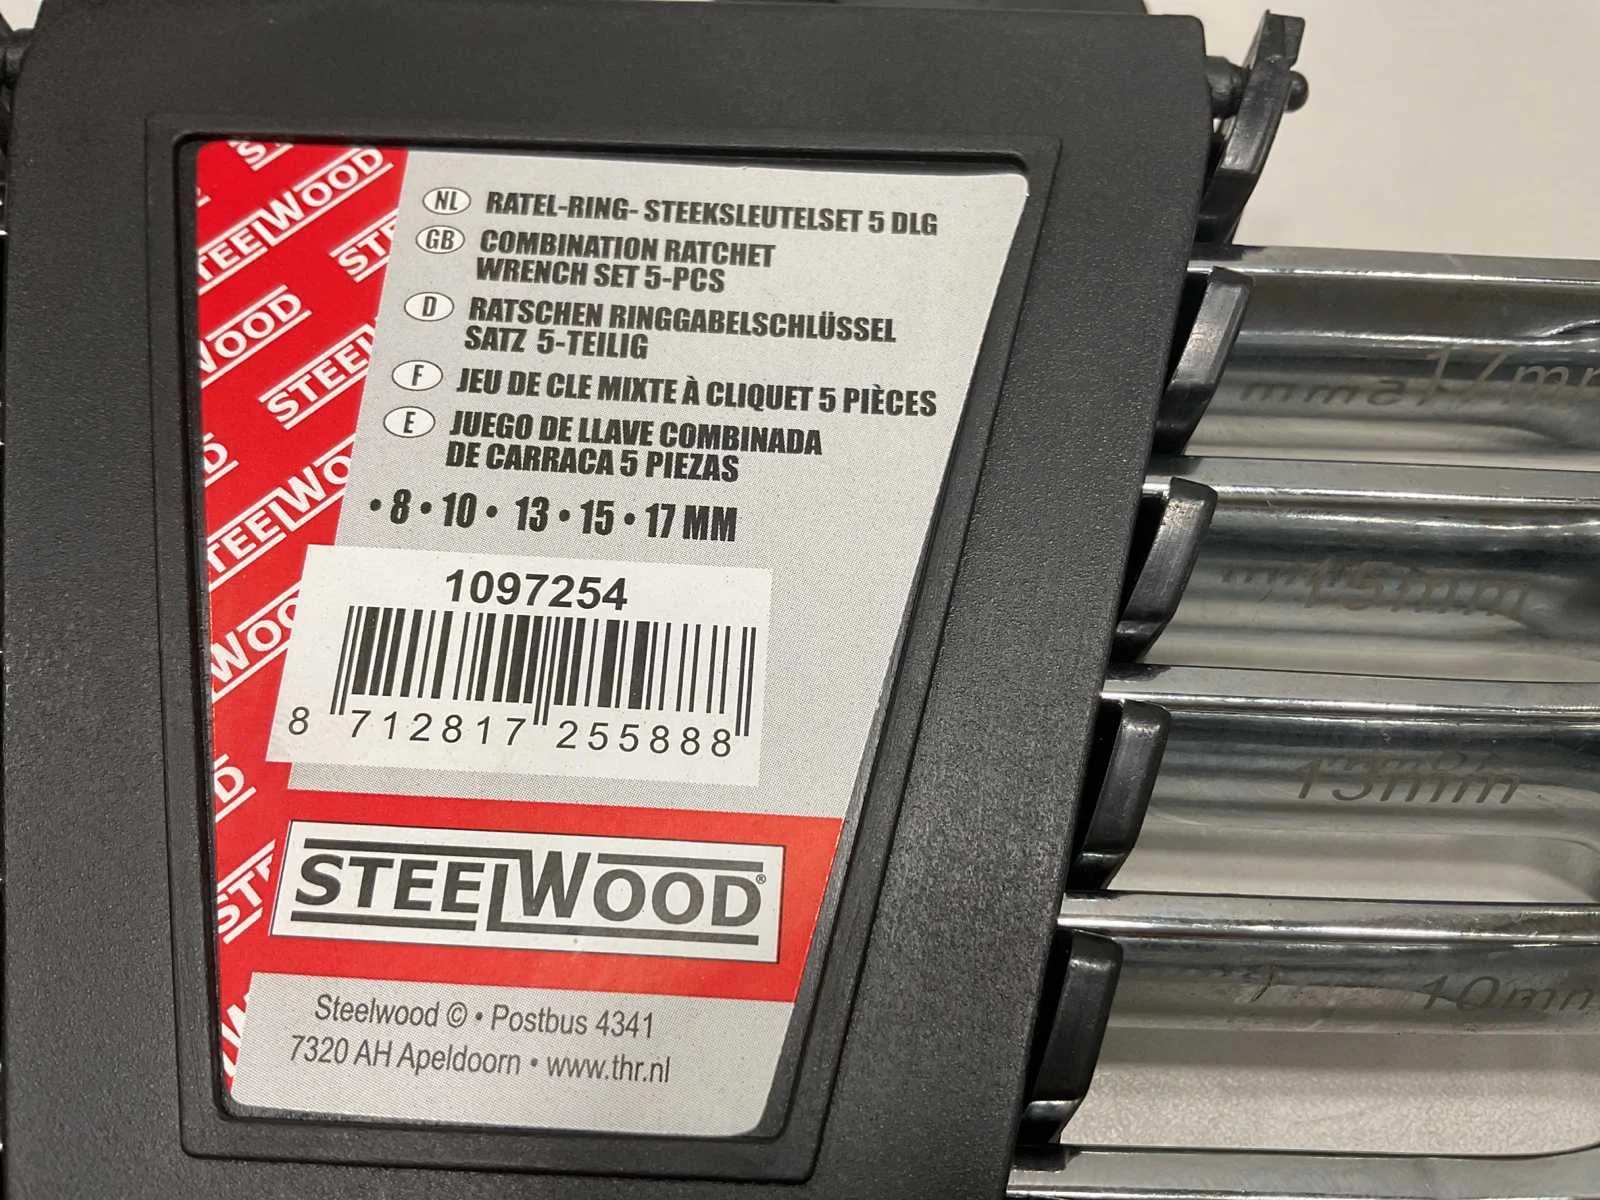 NL RATEL-RING- STEEKSLEUTELSET 5 DLG
GB COMBINATION RATCHET
WRENCH SET 5-PCS
D RATSCHEN RINGGABELSCHLÜSSEL
SATZ 5-TEILIG
F JEU DE CLE MIXTE À CLIQUET 5 PIÈCES
E JUEGO DE LLAVE COMBINADA
DE CARRACA 5 PIEZAS
• 8 • 10 • 13 • 15 • 17 MM
1097254
8 712817 255888
STEELWOOD®
Steelwood © • Postbus 4341
7320 AH Apeldoorn • www.thr.nl
STEELWOOD
17mm
15mm
13mm
10mm